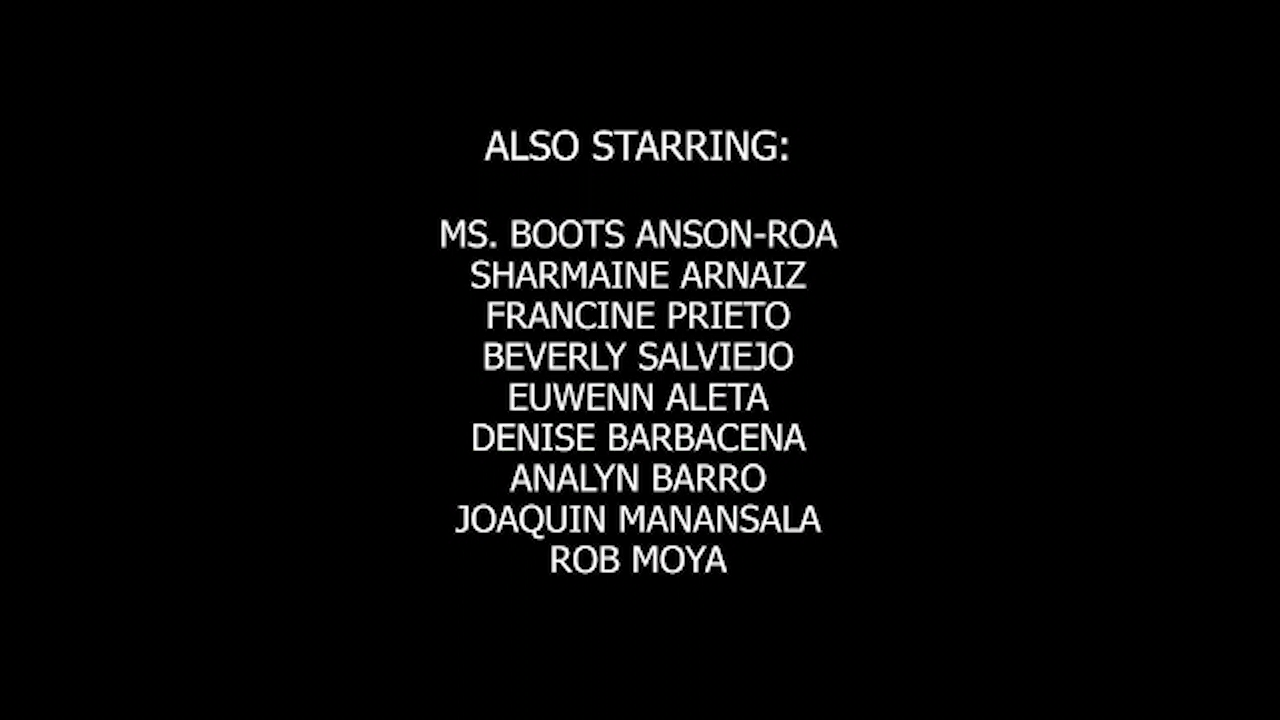 ALSO STARRING:
MS. BOOTS ANSON-ROA
SHARMAINE ARNAIZ
FRANCINE PRIETO
BEVERLY SALVIEJO
EUWENN ALETA
DENISE BARBACENA
ANALYN BARRO
JOAQUIN MANANSALA
ROB MOYA